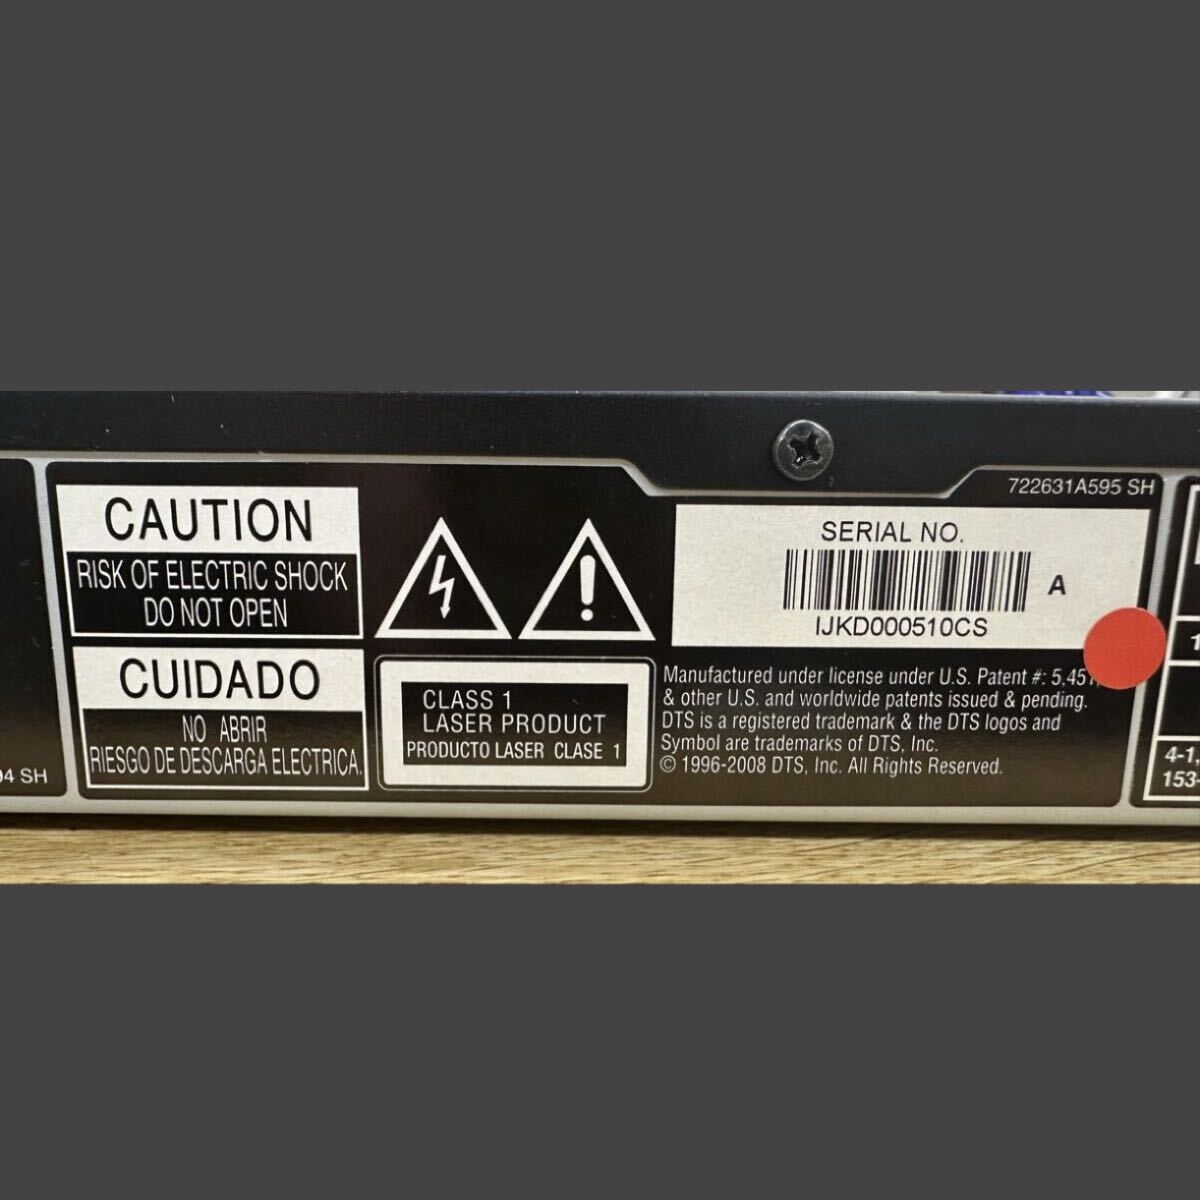 722631A595 SH
CAUTION
RISK OF ELECTRIC SHOCK
DO NOT OPEN
CUIDADO
NO ABRIR
RIESGO DE DESCARGA ELECTRICA.
CLASS 1
LASER PRODUCT
PRODUCTO LASER CLASE 1
SERIAL NO.
A
IJKD000510CS
Manufactured under license under U.S. Patent #: 5,451,
& other U.S. and worldwide patents issued & pending.
DTS is a registered trademark & the DTS logos and
Symbol are trademarks of DTS, Inc.
© 1996-2008 DTS, Inc. All Rights Reserved.
94 SH
4-1,
153-